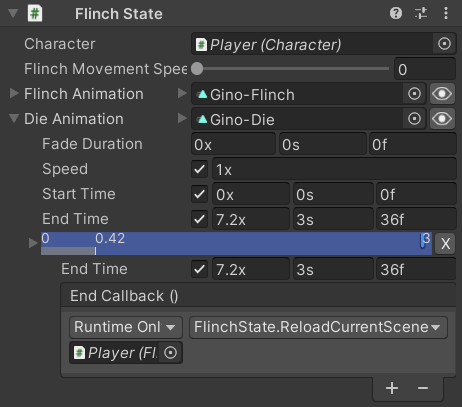 Flinch State
Character
Player (Character)
Flinch Movement Spee
0
Flinch Animation
Gino-Flinch
Die Animation
Gino-Die
Fade Duration
0x
0s
0f
Speed
1x
Start Time
0x
0s
0f
End Time
7.2x
3s
36f
0
0.42
3
X
End Time
7.2x
3s
36f
End Callback ()
Runtime Onl
FlinchState.ReloadCurrentScene
Player (Fl